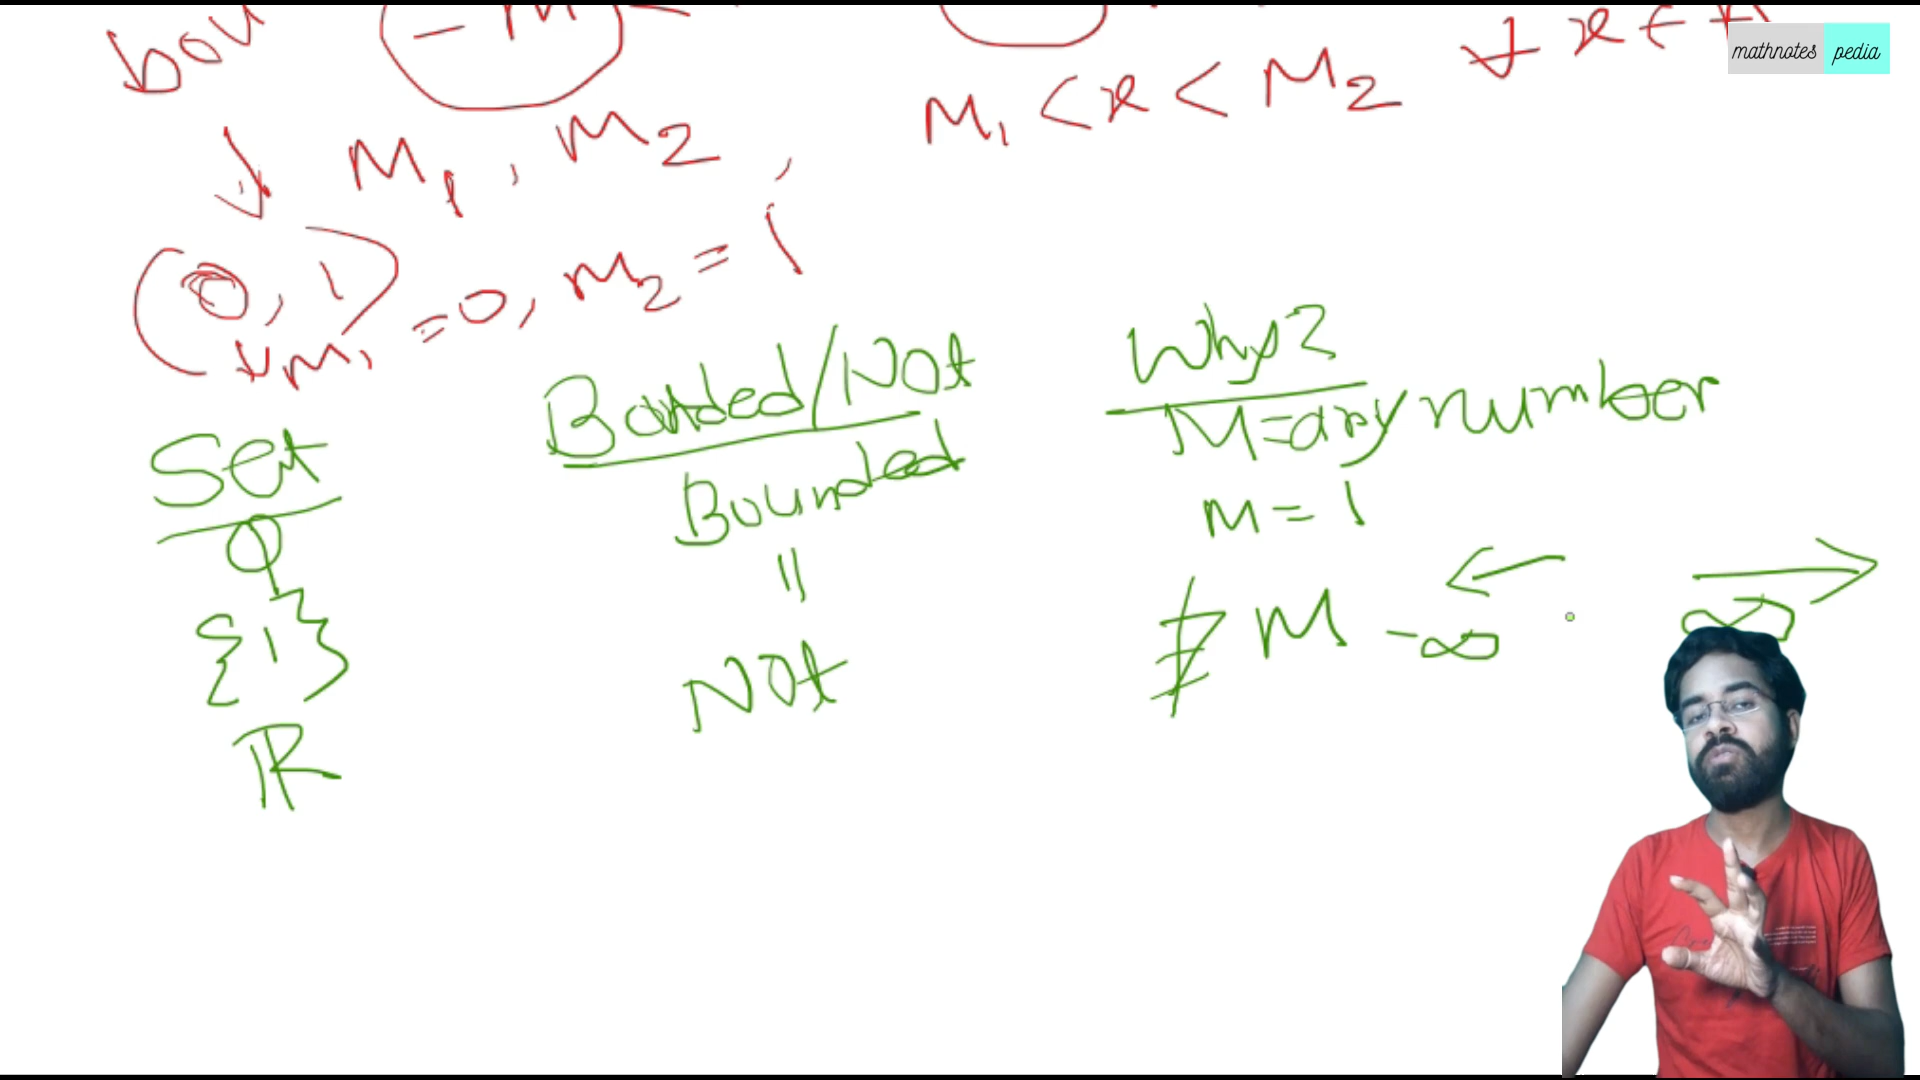 bou - M
M₁ < x < M₂ ∀ x ∈
mathnotes pedia
M₁, M₂,
(0, 1)
M₁ = 0, M₂ = 1
Set Bounded/Not Why?
φ Bounded M = any number
{1} " M = 1
ℝ Not ∄ M -∞ ∞